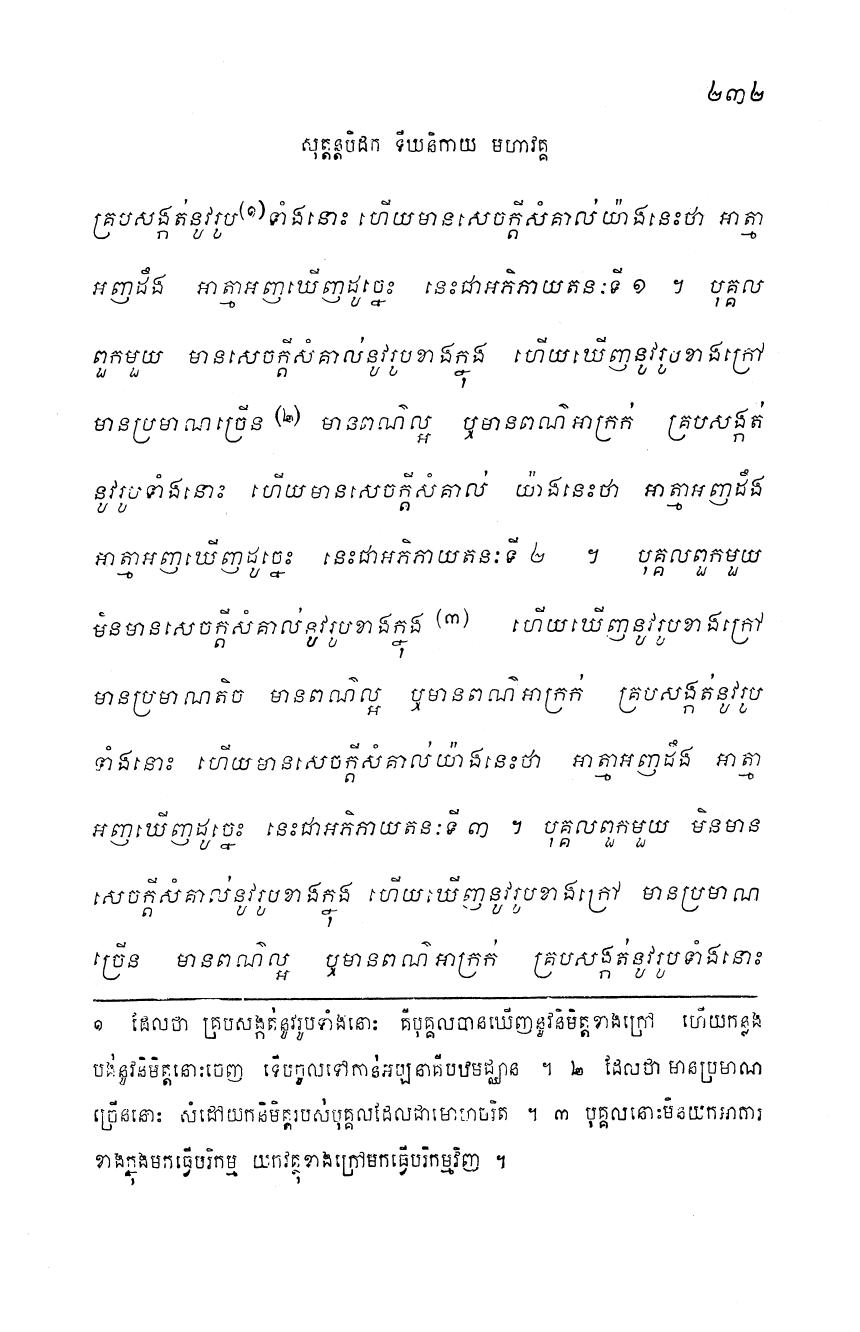 ២៣២
សុត្តន្តបិដក ទីឃនិកាយ មហាវគ្គ
គ្របសង្កត់នូវរូប(១)ទាំងនោះ ហើយមានសេចក្តីសំគាល់យ៉ាងនេះថា អាត្មា
អញដឹង អាត្មាអញឃើញដូច្នេះ នេះជាអភិភាយតនៈទី ១ ។ បុគ្គល
ពួកមួយ មានសេចក្តីសំគាល់នូវរូបខាងក្នុង ហើយឃើញនូវរូបខាងក្រៅ
មានប្រមាណច្រើន (២) មានពណ៌ល្អ ឬមានពណ៌អាក្រក់ គ្របសង្កត់
នូវរូបទាំងនោះ ហើយមានសេចក្តីសំគាល់ យ៉ាងនេះថា អាត្មាអញដឹង
អាត្មាអញឃើញដូច្នេះ នេះជាអភិភាយតនៈទី ២ ។ បុគ្គលពួកមួយ
មិនមានសេចក្តីសំគាល់នូវរូបខាងក្នុង (៣) ហើយឃើញនូវរូបខាងក្រៅ
មានប្រមាណតិច មានពណ៌ល្អ ឬមានពណ៌អាក្រក់ គ្របសង្កត់នូវរូប
ទាំងនោះ ហើយមានសេចក្តីសំគាល់យ៉ាងនេះថា អាត្មាអញដឹង អាត្មា
អញឃើញដូច្នេះ នេះជាអភិភាយតនៈទី ៣ ។ បុគ្គលពួកមួយ មិនមាន
សេចក្តីសំគាល់នូវរូបខាងក្នុង ហើយឃើញនូវរូបខាងក្រៅ មានប្រមាណ
ច្រើន មានពណ៌ល្អ ឬមានពណ៌អាក្រក់ គ្របសង្កត់នូវរូបទាំងនោះ
១ ដែលថា គ្របសង្កត់នូវរូបទាំងនោះ គឺបុគ្គលបានឃើញនូវនិមិត្តខាងក្រៅ ហើយកន្លង
បង់នូវនិមិត្តនោះចេញ ទើបចូលទៅកាន់អប្បនាគឺបឋមជ្ឈាន ។ ២ ដែលថា មានប្រមាណ
ច្រើននោះ សំដៅយកនិមិត្តរបស់បុគ្គលដែលជាមោហចរិត ។ ៣ បុគ្គលនោះមិនយកអាការ
ខាងក្នុងមកធ្វើបរិកម្ម យកវត្ថុខាងក្រៅមកធ្វើបរិកម្មវិញ ។